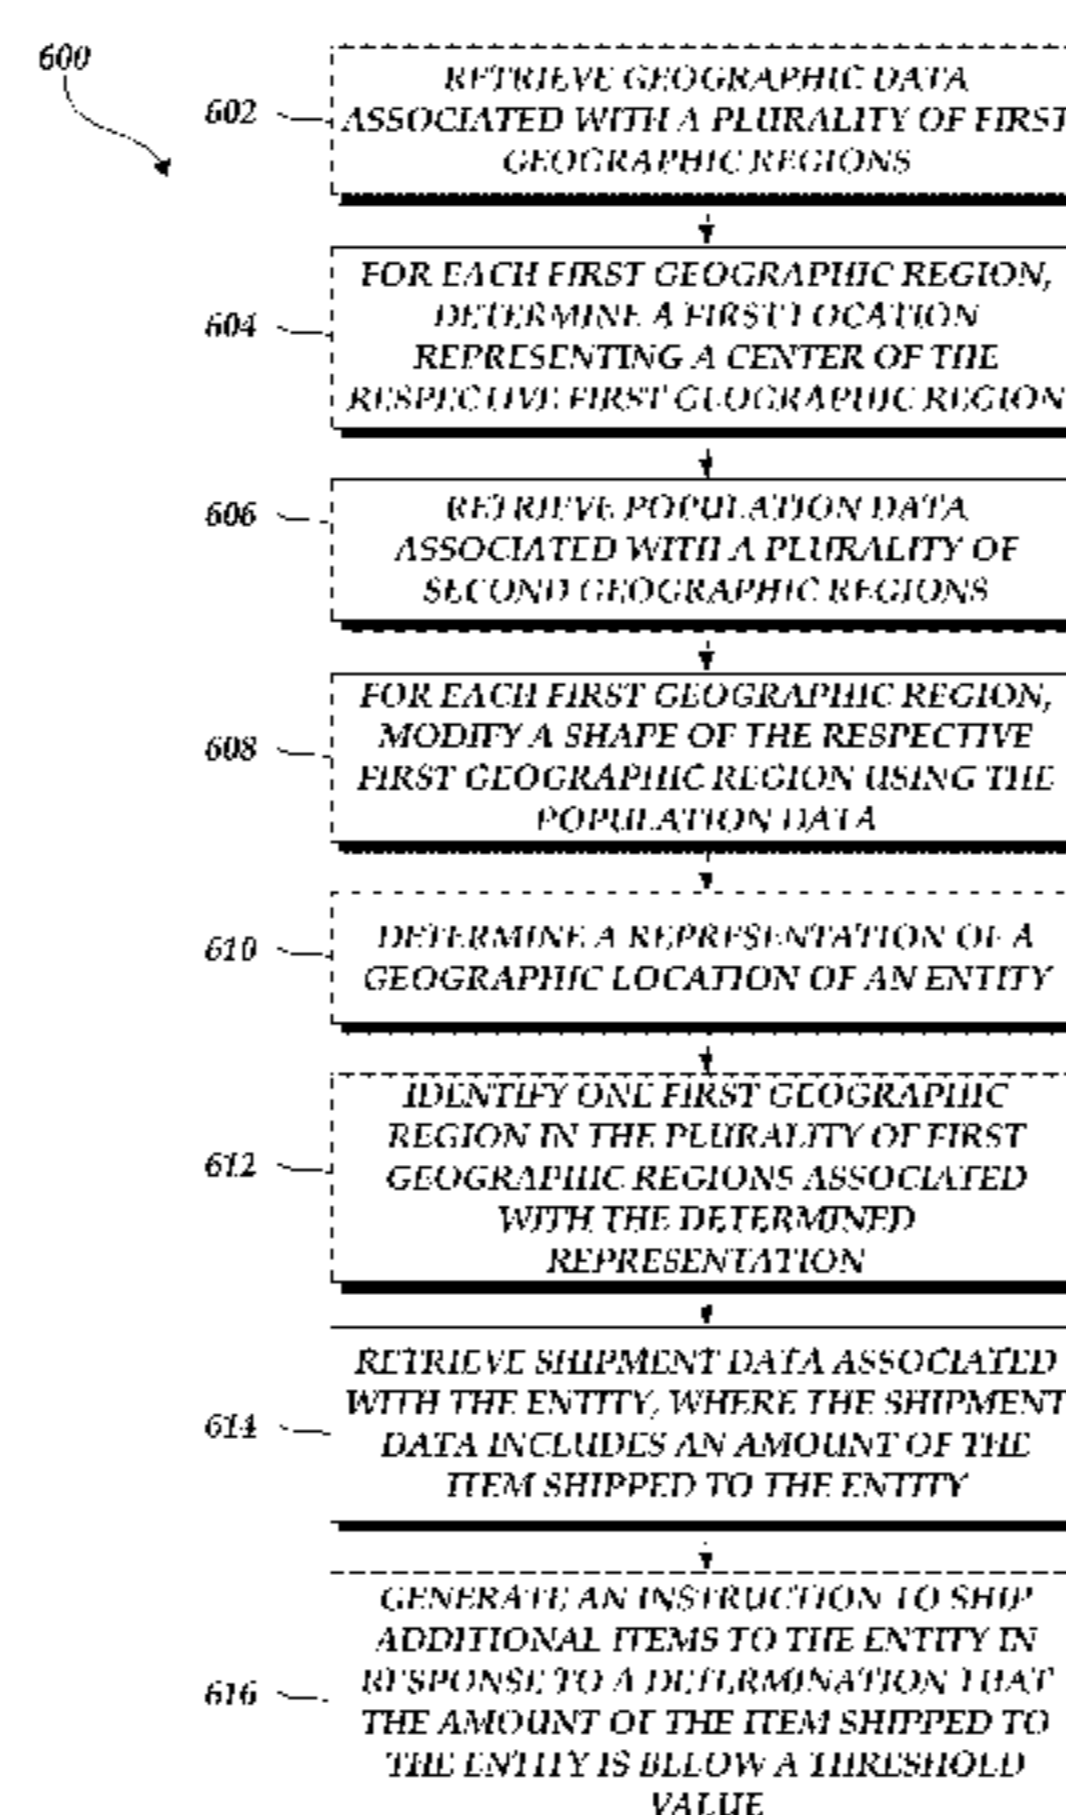 600
602
RETRIEVE GEOGRAPHIC DATA
ASSOCIATED WITH A PLURALITY OF FIRST
GEOGRAPHIC REGIONS
604
FOR EACH FIRST GEOGRAPHIC REGION,
DETERMINE A FIRST LOCATION
REPRESENTING A CENTER OF THE
RESPECTIVE FIRST GEOGRAPHIC REGION
606
RETRIEVE POPULATION DATA
ASSOCIATED WITH A PLURALITY OF
SECOND GEOGRAPHIC REGIONS
608
FOR EACH FIRST GEOGRAPHIC REGION,
MODIFY A SHAPE OF THE RESPECTIVE
FIRST GEOGRAPHIC REGION USING THE
POPULATION DATA
610
DETERMINE A REPRESENTATION OF A
GEOGRAPHIC LOCATION OF AN ENTITY
612
IDENTIFY ONE FIRST GEOGRAPHIC
REGION IN THE PLURALITY OF FIRST
GEOGRAPHIC REGIONS ASSOCIATED
WITH THE DETERMINED
REPRESENTATION
614
RETRIEVE SHIPMENT DATA ASSOCIATED
WITH THE ENTITY, WHERE THE SHIPMENT
DATA INCLUDES AN AMOUNT OF THE
ITEM SHIPPED TO THE ENTITY
616
GENERATE AN INSTRUCTION TO SHIP
ADDITIONAL ITEMS TO THE ENTITY IN
RESPONSE TO A DETERMINATION THAT
THE AMOUNT OF THE ITEM SHIPPED TO
THE ENTITY IS BELOW A THRESHOLD
VALUE